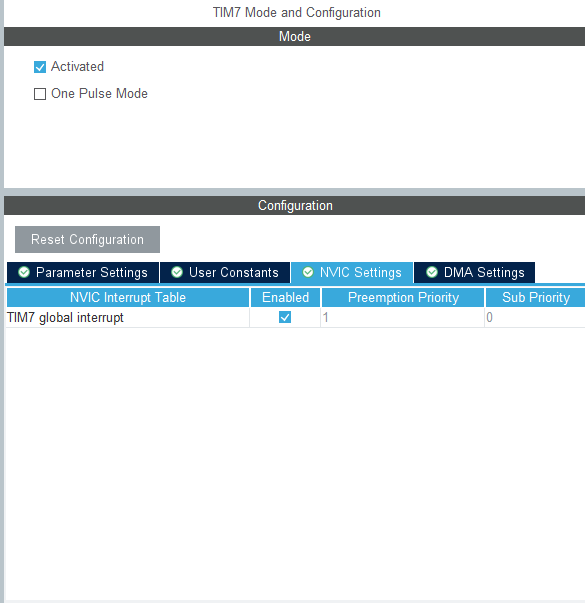 TIM7 Mode and Configuration
Mode
Activated
One Pulse Mode
Configuration
Reset Configuration
Parameter Settings User Constants NVIC Settings DMA Settings
NVIC Interrupt Table Enabled Preemption Priority Sub Priority
TIM7 global interrupt 1 0